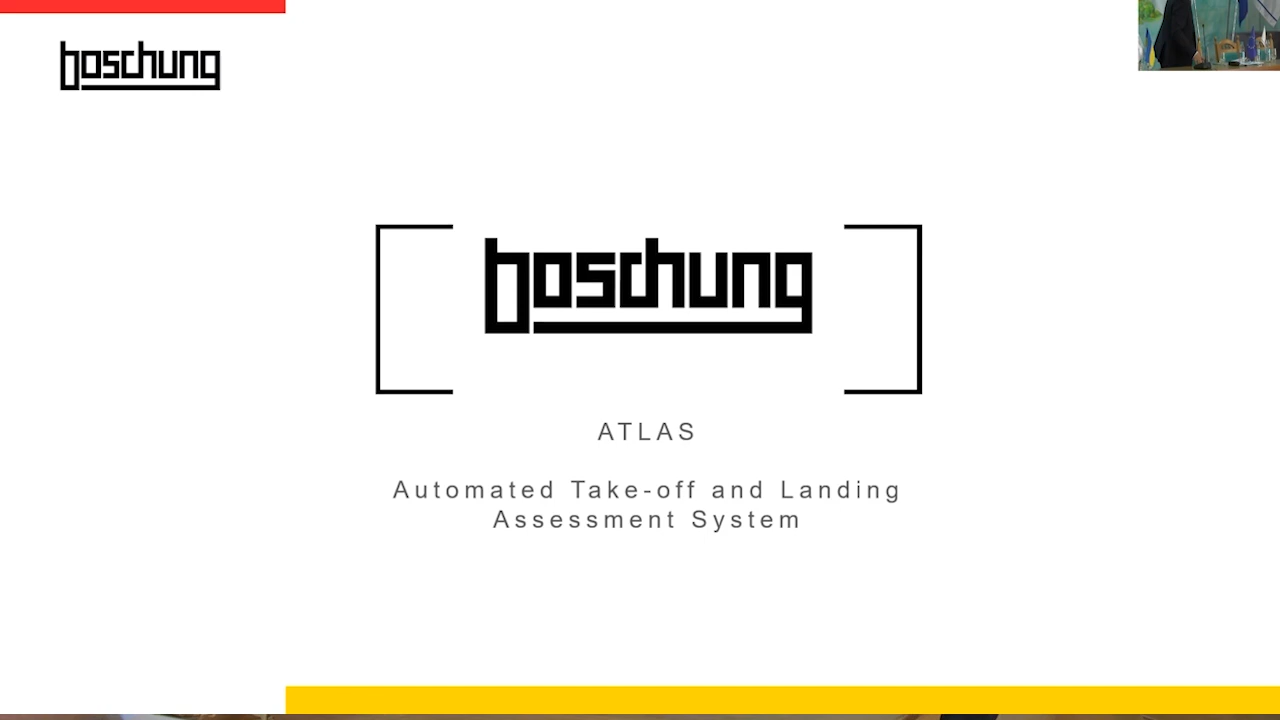 boschung
boschung
ATLAS
Automated Take-off and Landing
Assessment System